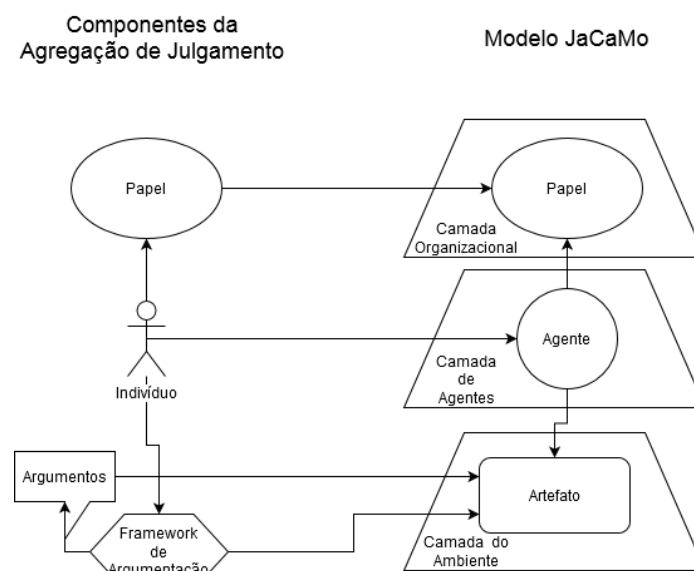 Componentes da
Agregação de Julgamento
Modelo JaCaMo
Papel
Papel
Camada
Organizacional
Indivíduo
Agente
Camada
de
Agentes
Argumentos
Framework
de
Argumentação
Artefato
Camada do
Ambiente